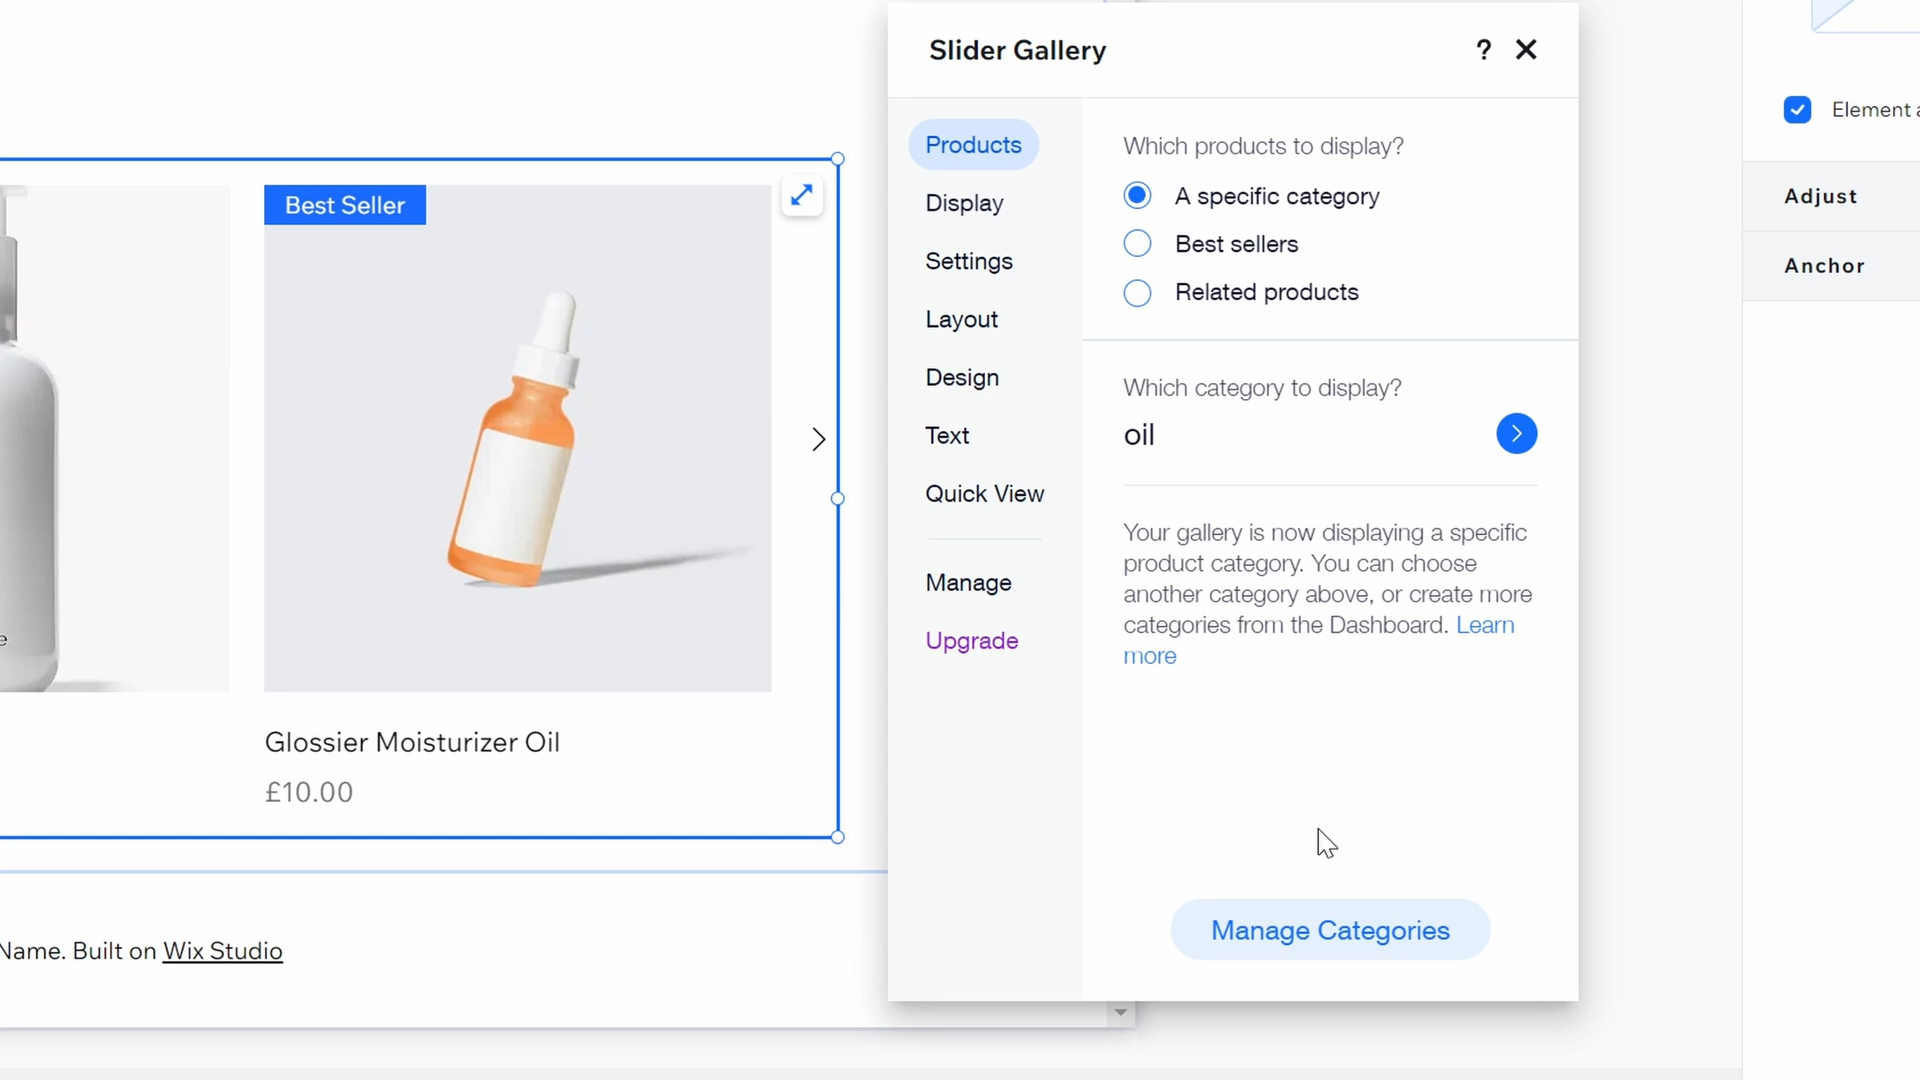 Slider Gallery
?
Element
Products
Which products to display?
Best Seller
Display
A specific category
Adjust
Settings
Best sellers
Anchor
Layout
Related products
Design
Which category to display?
Text
oil
Quick View
Your gallery is now displaying a specific
product category. You can choose
another category above, or create more
categories from the Dashboard. Learn
more
Manage
Upgrade
Glossier Moisturizer Oil
£10.00
Manage Categories
Name. Built on Wix Studio